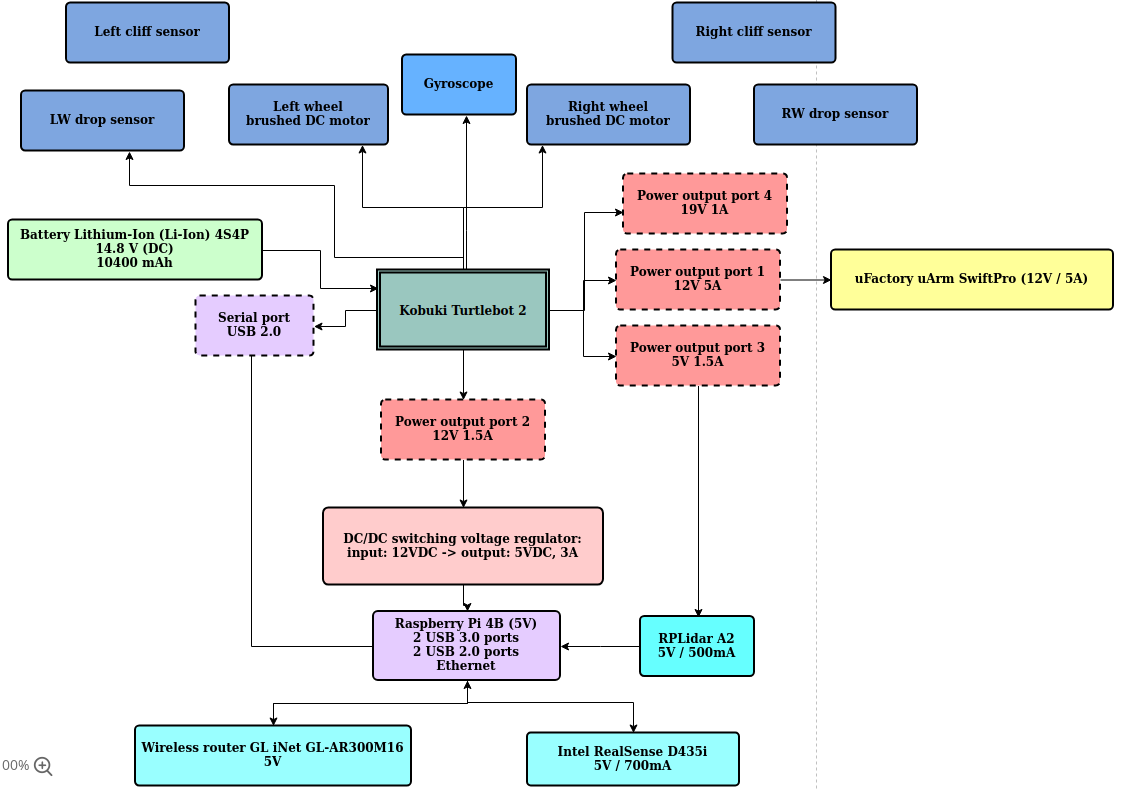 Left cliff sensor
Right cliff sensor
Gyroscope
LW drop sensor
Left wheel
brushed DC motor
Right wheel
brushed DC motor
RW drop sensor
Power output port 4
19V 1A
Battery Lithium-Ion (Li-Ion) 4S4P
14.8 V (DC)
10400 mAh
Power output port 1
12V 5A
uFactory uArm SwiftPro (12V / 5A)
Serial port
USB 2.0
Kobuki Turtlebot 2
Power output port 3
5V 1.5A
Power output port 2
12V 1.5A
DC/DC switching voltage regulator:
input: 12VDC -> output: 5VDC, 3A
Raspberry Pi 4B (5V)
2 USB 3.0 ports
2 USB 2.0 ports
Ethernet
RPLidar A2
5V / 500mA
Wireless router GL iNet GL-AR300M16
5V
Intel RealSense D435i
5V / 700mA
00%